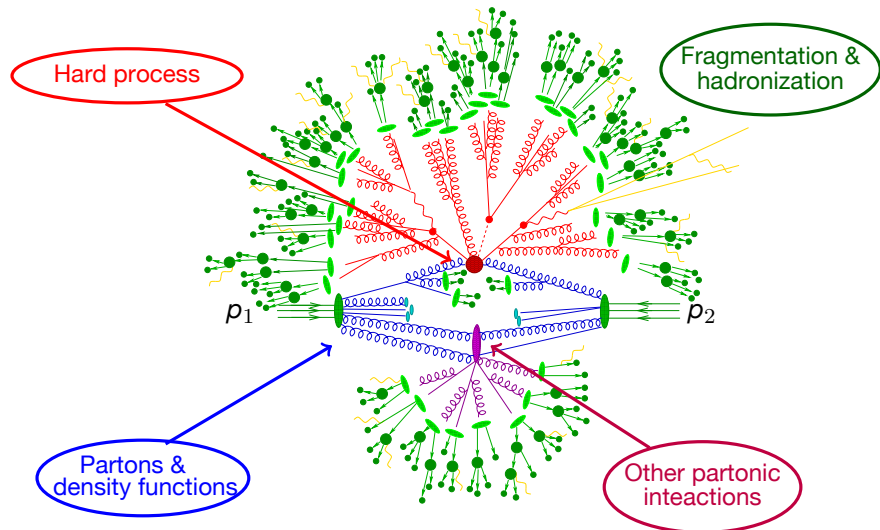 Hard process
Fragmentation &
hadronization
p1
p2
Partons &
density functions
Other partonic
inteactions